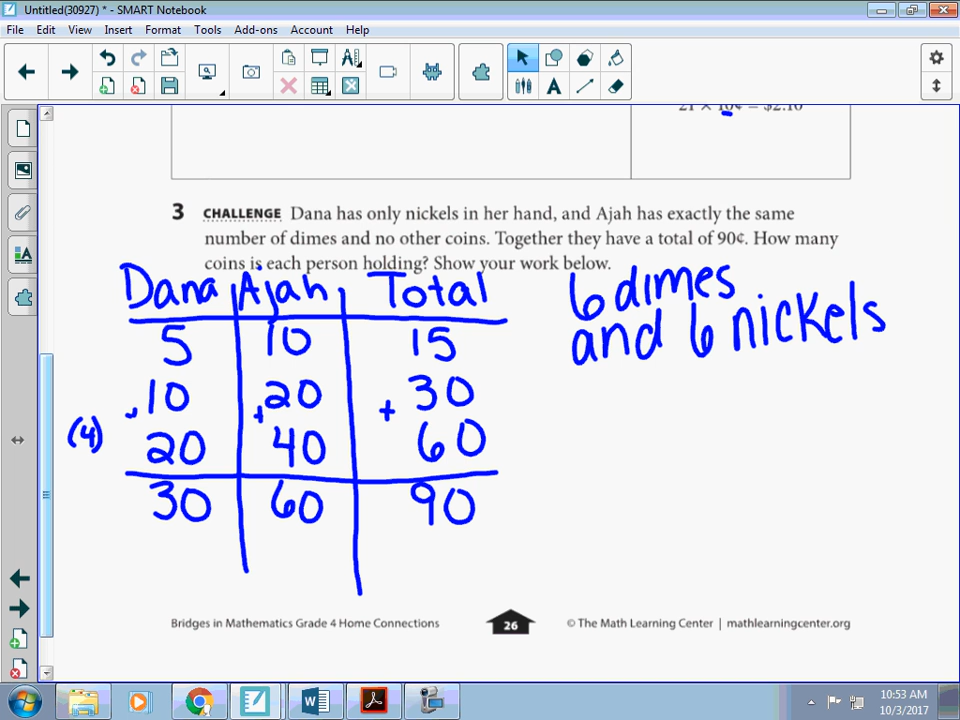 Untitled(30927) * - SMART Notebook
File Edit View Insert Format Tools Add-ons Account Help
21 × 10¢ = $2.10
3 CHALLENGE Dana has only nickels in her hand, and Ajah has exactly the same
number of dimes and no other coins. Together they have a total of 90¢. How many
coins is each person holding? Show your work below.
Dana Ajah Total
6 dimes
and 6 nickels
5 10 15
10 20 + 30
(4) 20 + 40 60
30 60 90
Bridges in Mathematics Grade 4 Home Connections 26 © The Math Learning Center | mathlearningcenter.org
10:53 AM
10/3/2017